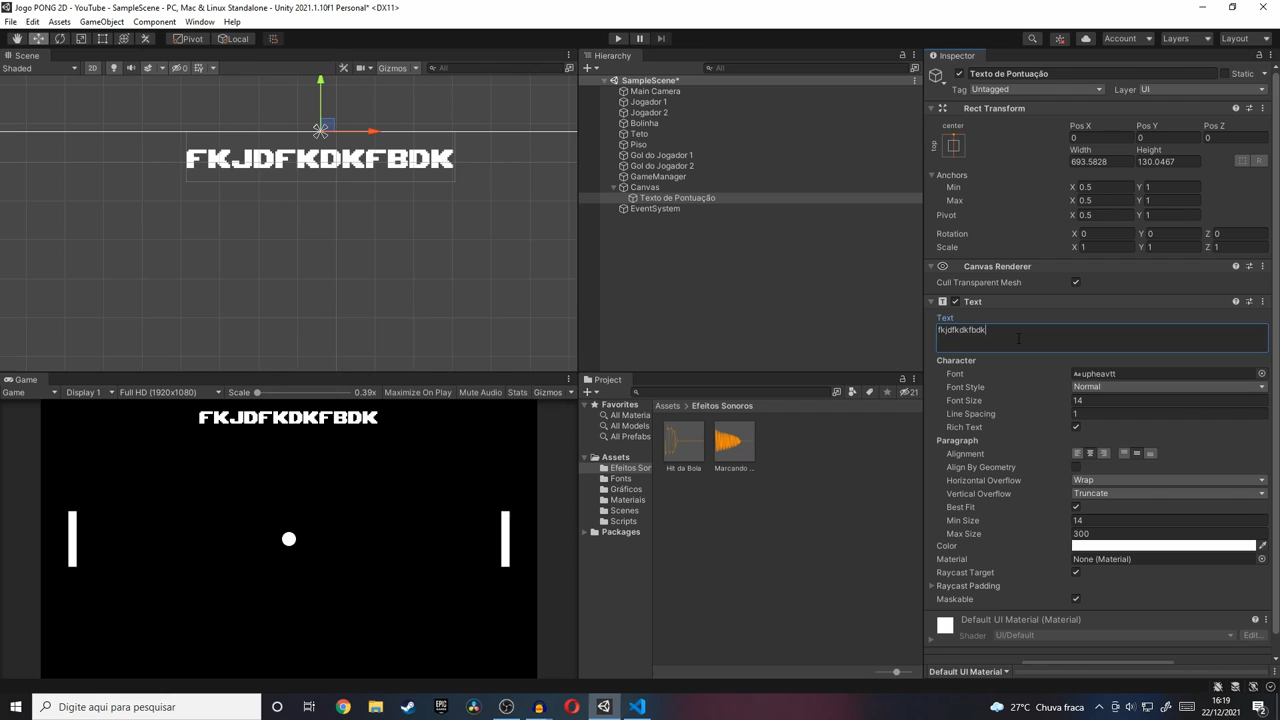 Jogo PONG 2D - YouTube - SampleScene - PC, Mac & Linux Standalone - Unity 2021.1.10f1 Personal* <DX11>
File Edit Assets GameObject Component Window Help
Pivot Local
Account Layers Layout
Scene
Shaded 2D 0 Gizmos All
FKJDFKDKFBDK
Game
Game Display 1 Full HD (1920x1080) Scale 0.39x Maximize On Play Mute Audio Stats Gizmos
FKJDFKDKFBDK
Hierarchy
All
SampleScene*
Main Camera
Jogador 1
Jogador 2
Bolinha
Teto
Piso
Gol do Jogador 1
Gol do Jogador 2
GameManager
Canvas
Texto de Pontuação
EventSystem
Project
21
Favorites
All Materia
All Models
All Prefabs
Assets
Efeitos Sonor
Fonts
Gráficos
Materiais
Scenes
Scripts
Packages
Assets > Efeitos Sonoros
Hit da Bola
Marcando ...
Inspector
Texto de Pontuação Static
Tag Untagged Layer UI
Rect Transform
center
top
Pos X Pos Y Pos Z
0 0 0
Width Height
693.5828 130.0467
R
Anchors
Min X 0.5 Y 1
Max X 0.5 Y 1
Pivot X 0.5 Y 1
Rotation X 0 Y 0 Z 0
Scale X 1 Y 1 Z 1
Canvas Renderer
Cull Transparent Mesh
Text
Text
fkjdfkdkfbdk
Character
Font Aa upheavtt
Font Style Normal
Font Size 14
Line Spacing 1
Rich Text
Paragraph
Alignment
Align By Geometry
Horizontal Overflow Wrap
Vertical Overflow Truncate
Best Fit
Min Size 14
Max Size 300
Color
Material None (Material)
Raycast Target
Raycast Padding
Maskable
Default UI Material (Material)
Shader UI/Default Edit...
Default UI Material
Digite aqui para pesquisar
27°C Chuva fraca
16:19
22/12/2021